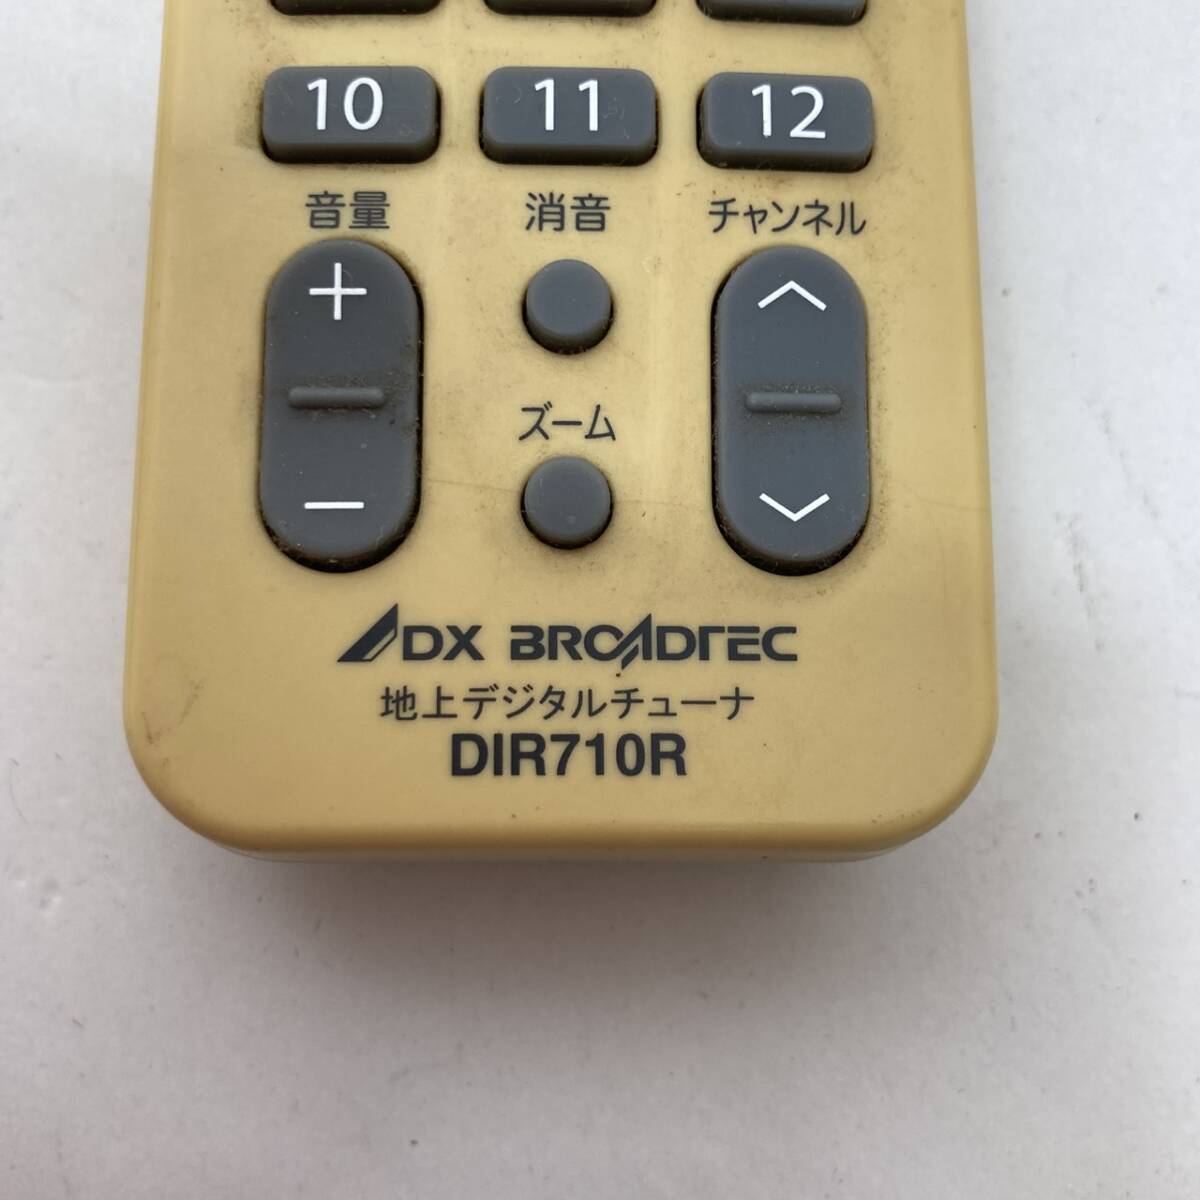 10 11 12
音量 消音 チャンネル
+
ズーム
−
DX BROADTEC
地上デジタルチューナ
DIR710R